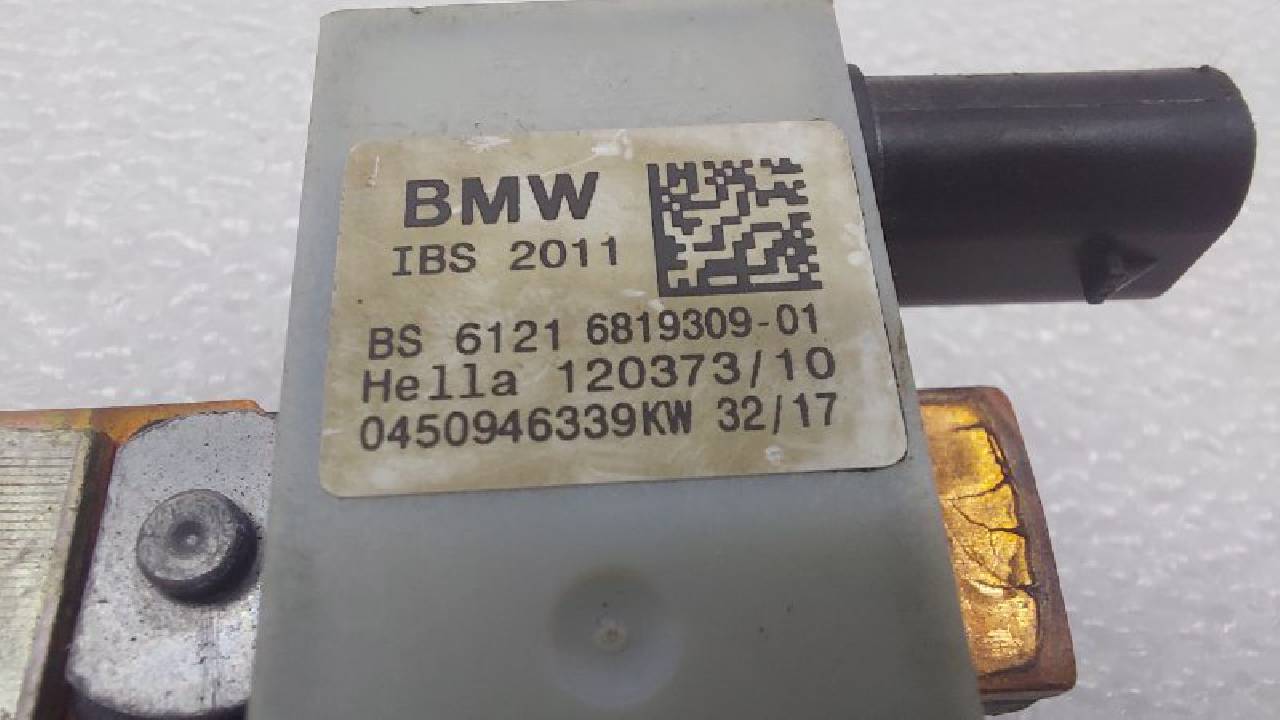 BMW
IBS 2011
BS 6121 6819309-01
Hella 120373/10
0450946339KW 32/17